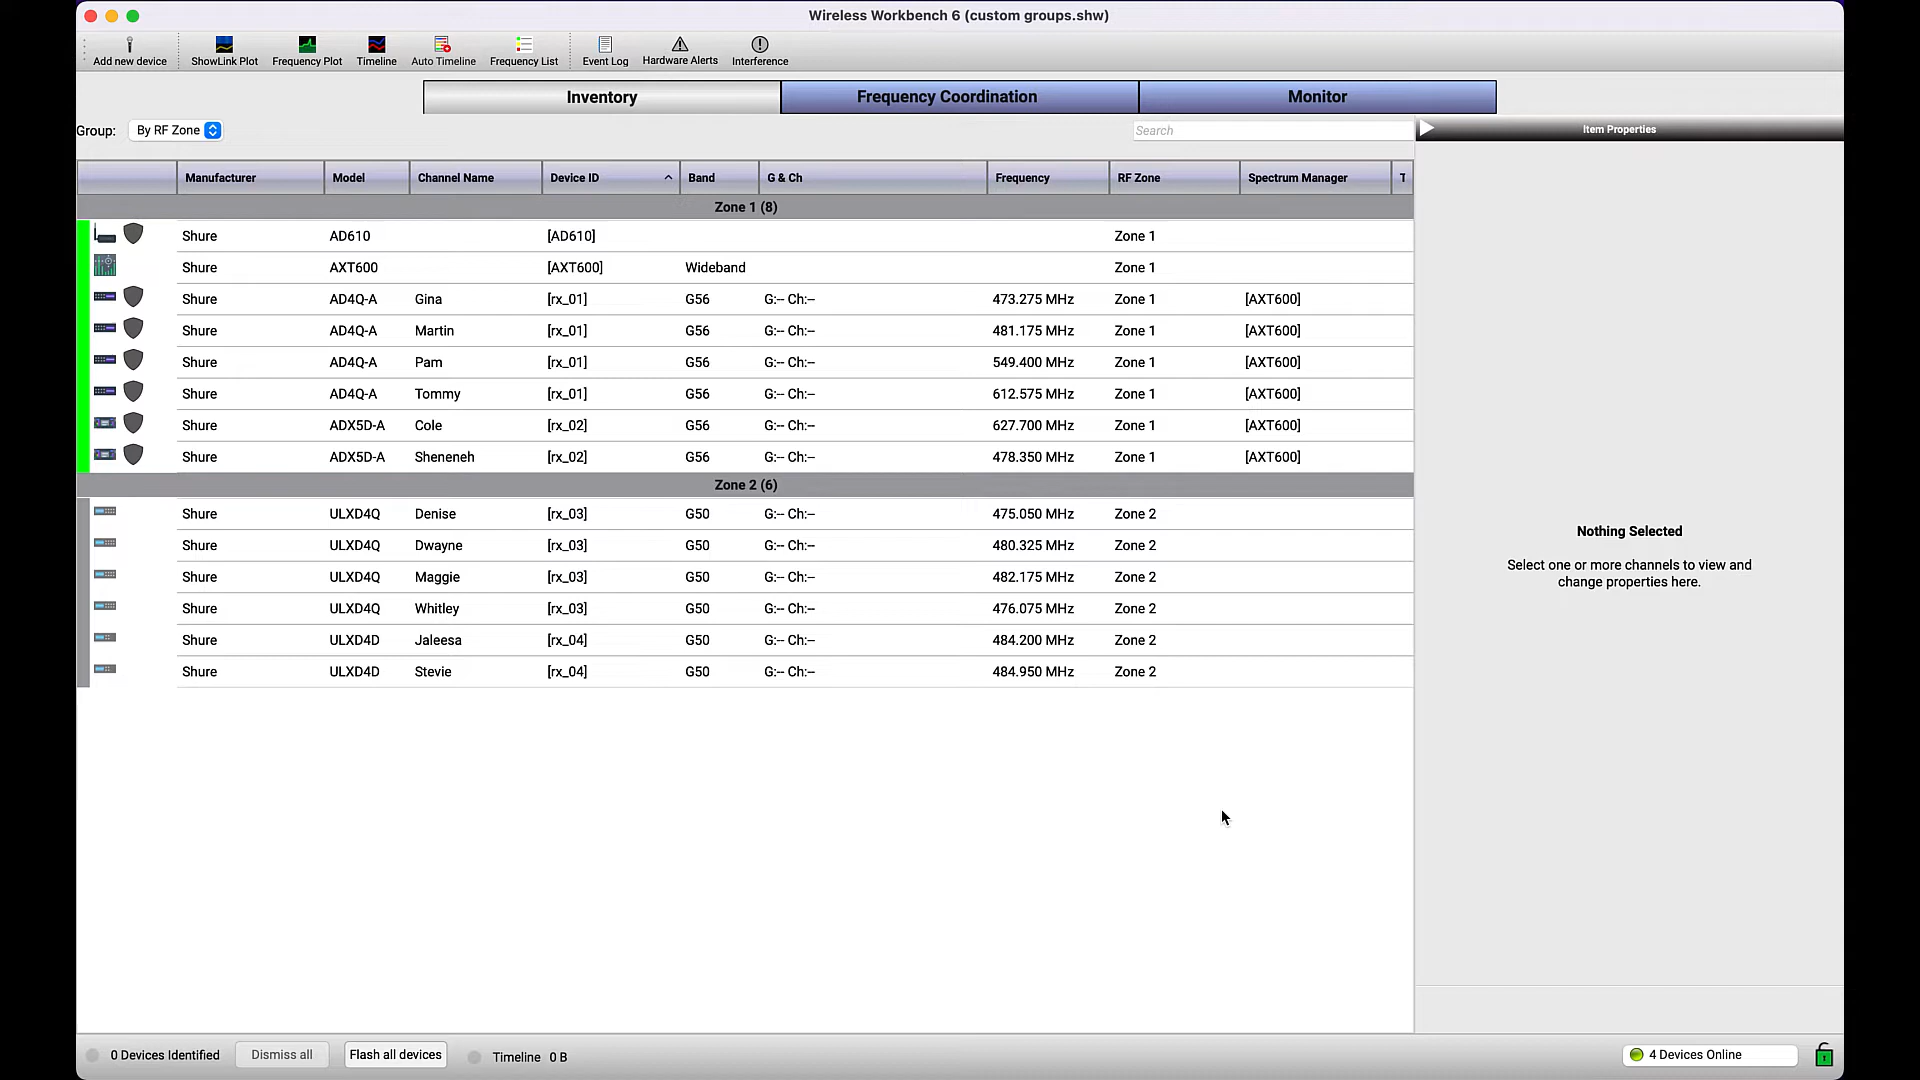 Wireless Workbench 6 (custom groups.shw)
Add new device ShowLink Plot Frequency Plot Timeline Auto Timeline Frequency List Event Log Hardware Alerts Interference
Inventory Frequency Coordination Monitor
Group: By RF Zone Search Item Properties
Manufacturer Model Channel Name Device ID Band G & Ch Frequency RF Zone Spectrum Manager T
Zone 1 (8)
Shure AD610 [AD610] Zone 1
Shure AXT600 [AXT600] Wideband Zone 1
Shure AD4Q-A Gina [rx_01] G56 G:-- Ch:-- 473.275 MHz Zone 1 [AXT600]
Shure AD4Q-A Martin [rx_01] G56 G:-- Ch:-- 481.175 MHz Zone 1 [AXT600]
Shure AD4Q-A Pam [rx_01] G56 G:-- Ch:-- 549.400 MHz Zone 1 [AXT600]
Shure AD4Q-A Tommy [rx_01] G56 G:-- Ch:-- 612.575 MHz Zone 1 [AXT600]
Shure ADX5D-A Cole [rx_02] G56 G:-- Ch:-- 627.700 MHz Zone 1 [AXT600]
Shure ADX5D-A Sheneneh [rx_02] G56 G:-- Ch:-- 478.350 MHz Zone 1 [AXT600]
Zone 2 (6)
Shure ULXD4Q Denise [rx_03] G50 G:-- Ch:-- 475.050 MHz Zone 2
Shure ULXD4Q Dwayne [rx_03] G50 G:-- Ch:-- 480.325 MHz Zone 2
Shure ULXD4Q Maggie [rx_03] G50 G:-- Ch:-- 482.175 MHz Zone 2
Shure ULXD4Q Whitley [rx_03] G50 G:-- Ch:-- 476.075 MHz Zone 2
Shure ULXD4D Jaleesa [rx_04] G50 G:-- Ch:-- 484.200 MHz Zone 2
Shure ULXD4D Stevie [rx_04] G50 G:-- Ch:-- 484.950 MHz Zone 2
Nothing Selected
Select one or more channels to view and
change properties here.
0 Devices Identified Dismiss all Flash all devices Timeline 0 B 4 Devices Online